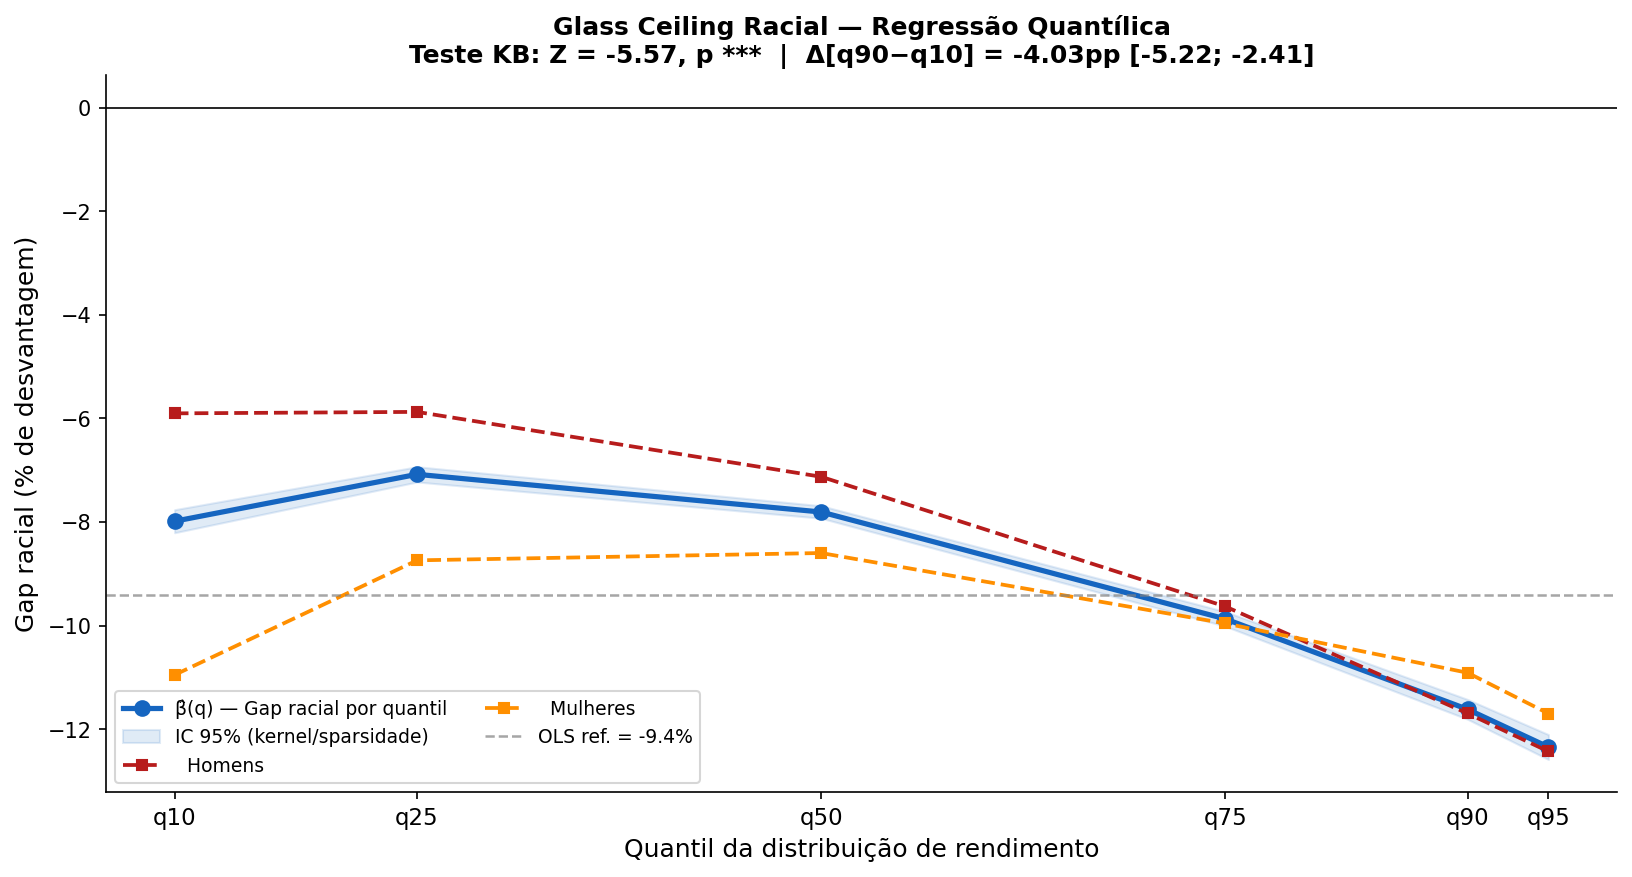 Glass Ceiling Racial — Regressão Quantílica
Teste KB: Z = -5.57, p *** | Δ[q90−q10] = -4.03pp [-5.22; -2.41]
Gap racial (% de desvantagem)
0
−2
−4
−6
−8
−10
−12
β(q) — Gap racial por quantil
IC 95% (kernel/sparsidade)
Homens
Mulheres
OLS ref. = -9.4%
q10 q25 q50 q75 q90 q95
Quantil da distribuição de rendimento